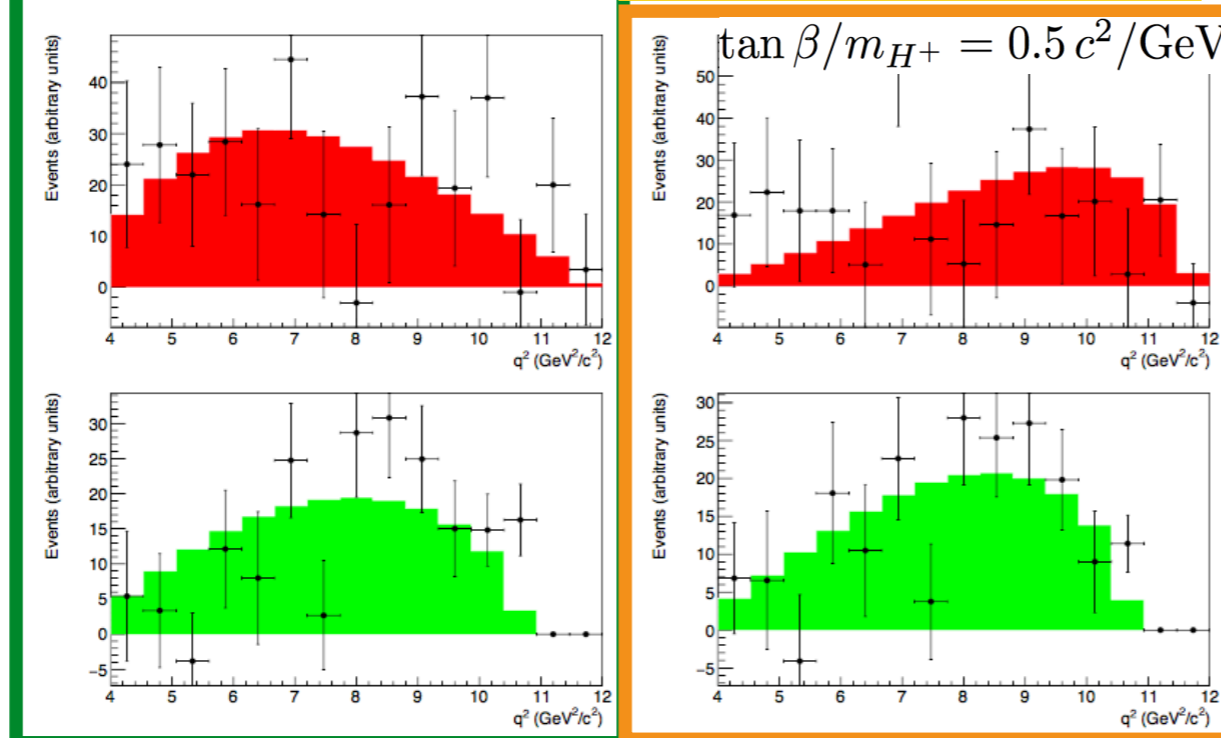 tan β/m_{H+} = 0.5 c²/GeV
Events (arbitrary units)
40
30
20
10
0
4 5 6 7 8 9 10 11 12
q² (GeV²/c²)
Events (arbitrary units)
50
40
30
20
10
0
4 5 6 7 8 9 10 11 12
q² (GeV²/c²)
Events (arbitrary units)
30
25
20
15
10
5
0
−5
4 5 6 7 8 9 10 11 12
q² (GeV²/c²)
Events (arbitrary units)
30
25
20
15
10
5
0
−5
4 5 6 7 8 9 10 11 12
q² (GeV²/c²)